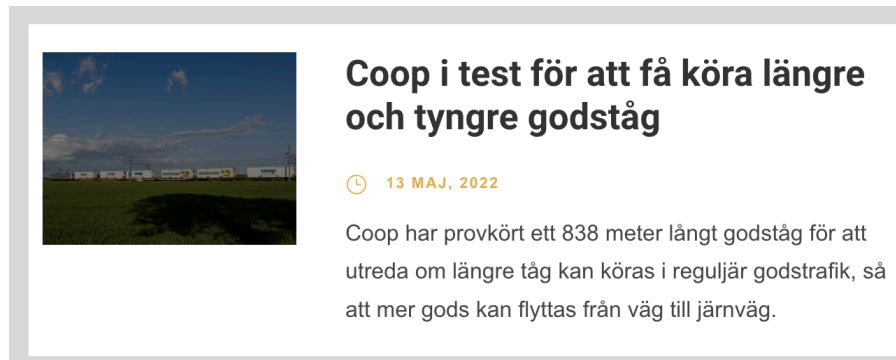 Coop i test för att få köra längre
och tyngre godståg
13 MAJ, 2022
Coop har provkört ett 838 meter långt godståg för att
utreda om längre tåg kan köras i reguljär godstrafik, så
att mer gods kan flyttas från väg till järnväg.
coop